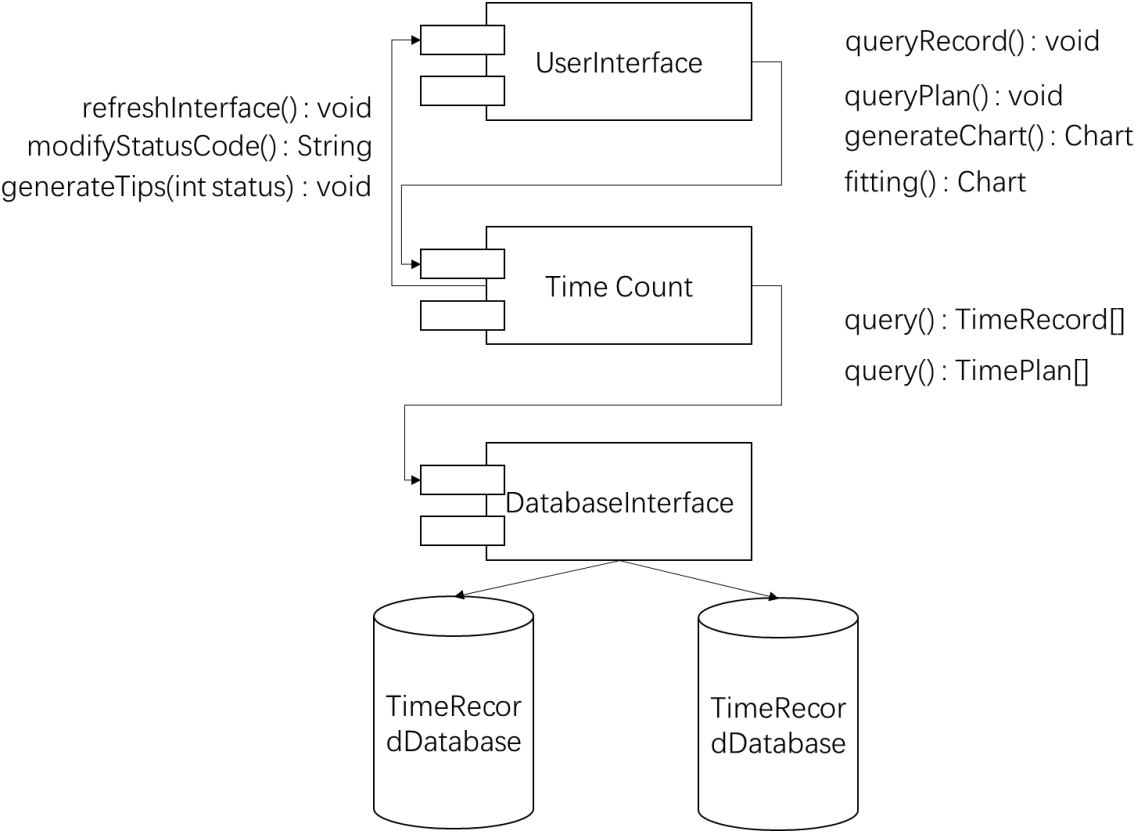 UserInterface
queryRecord() : void
queryPlan() : void
generateChart() : Chart
fitting() : Chart
refreshInterface() : void
modifyStatusCode() : String
generateTips(int status) : void
Time Count
query() : TimeRecord[]
query() : TimePlan[]
DatabaseInterface
TimeRecor
dDatabase
TimeRecor
dDatabase